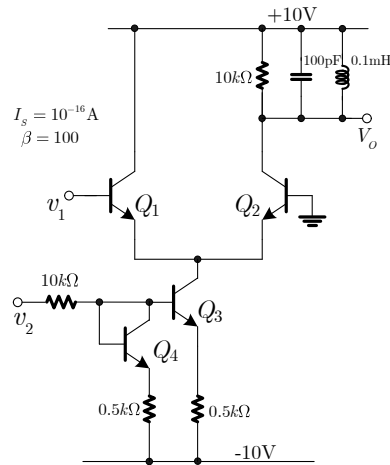 +10V
10kΩ
100pF
0.1mH
I_S = 10^{-16}A
β = 100
V_O
v_1
Q_1
Q_2
10kΩ
Q_3
v_2
Q_4
0.5kΩ
0.5kΩ
-10V